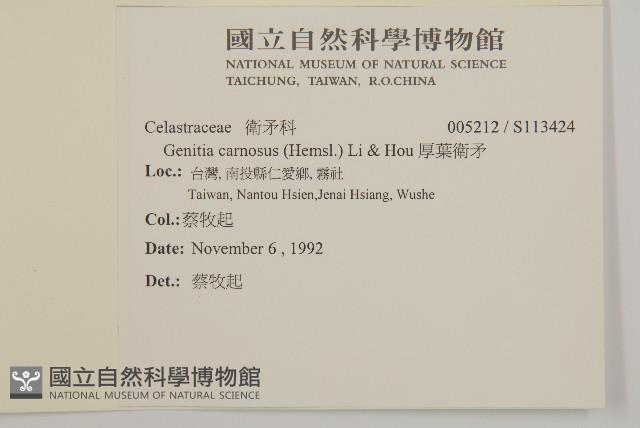 國立自然科學博物館
NATIONAL MUSEUM OF NATURAL SCIENCE
TAICHUNG, TAIWAN, R.O.CHINA
Celastraceae 衛矛科 005212 / S113424
Genitia carnosus (Hemsl.) Li & Hou 厚葉衛矛
Loc.: 台灣, 南投縣仁愛鄉, 霧社
Taiwan, Nantou Hsien,Jenai Hsiang, Wushe
Col.: 蔡牧起
Date: November 6 , 1992
Det.: 蔡牧起
國立自然科學博物館
NATIONAL MUSEUM OF NATURAL SCIENCE